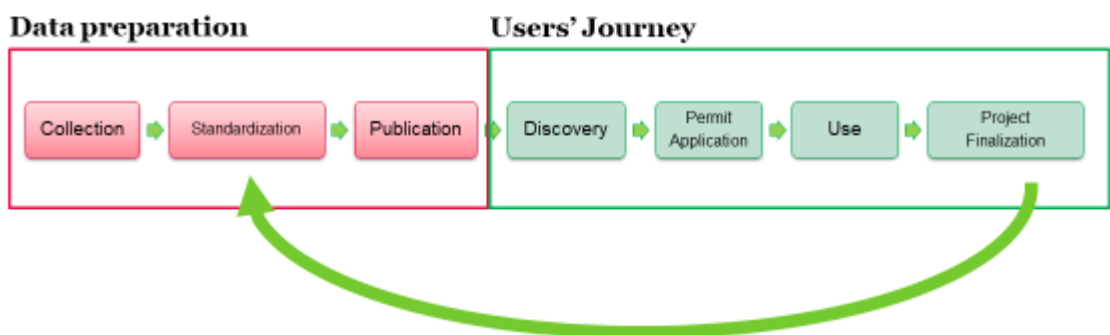 Data preparation
Users’ Journey
Collection
Standardization
Publication
Discovery
Permit
Application
Use
Project
Finalization